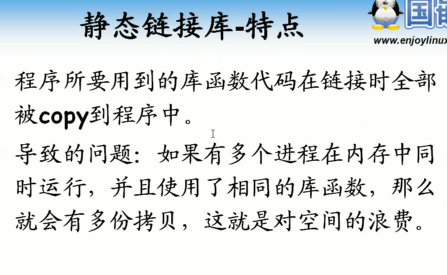 静态链接库-特点
www.enjoylinux
程序所要用到的库函数代码在链接时全部
被copy到程序中。
导致的问题：如果有多个进程在内存中同
时运行，并且使用了相同的库函数，那么
就会有多份拷贝，这就是对空间的浪费。